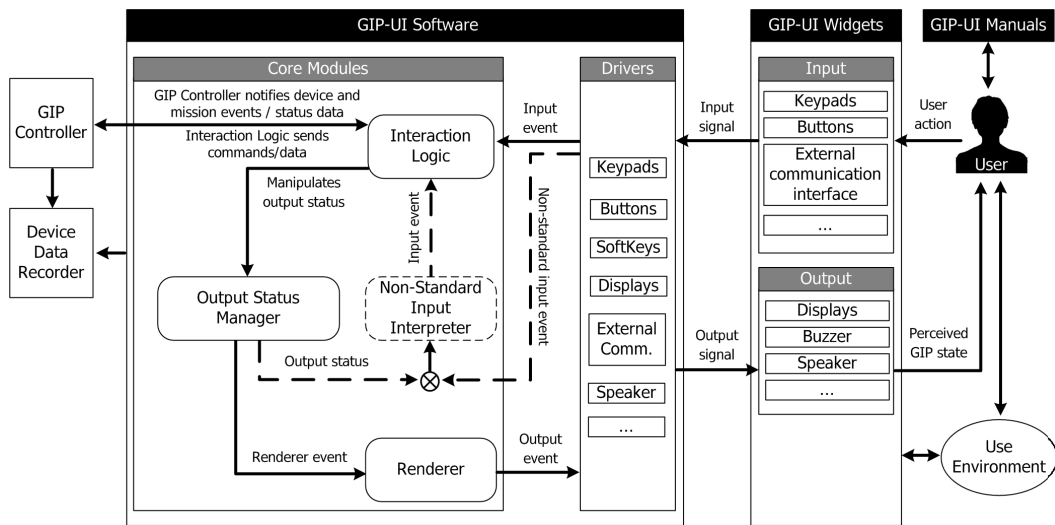 GIP-UI Software
GIP-UI Widgets
GIP-UI Manuals
Core Modules
Drivers
Input
GIP
Controller
GIP Controller notifies device and
mission events / status data
Interaction Logic sends
commands/data
Interaction
Logic
Input
event
Input
signal
Keypads
Buttons
External
communication
interface
...
User
action
User
Manipulates
output status
Input event
Non-standard input event
Keypads
Buttons
SoftKeys
Displays
External
Comm.
Speaker
...
Device
Data
Recorder
Output Status
Manager
Non-Standard
Input
Interpreter
Output status
Output
signal
Output
Displays
Buzzer
Speaker
...
Perceived
GIP state
Renderer event
Renderer
Output
event
Use
Environment